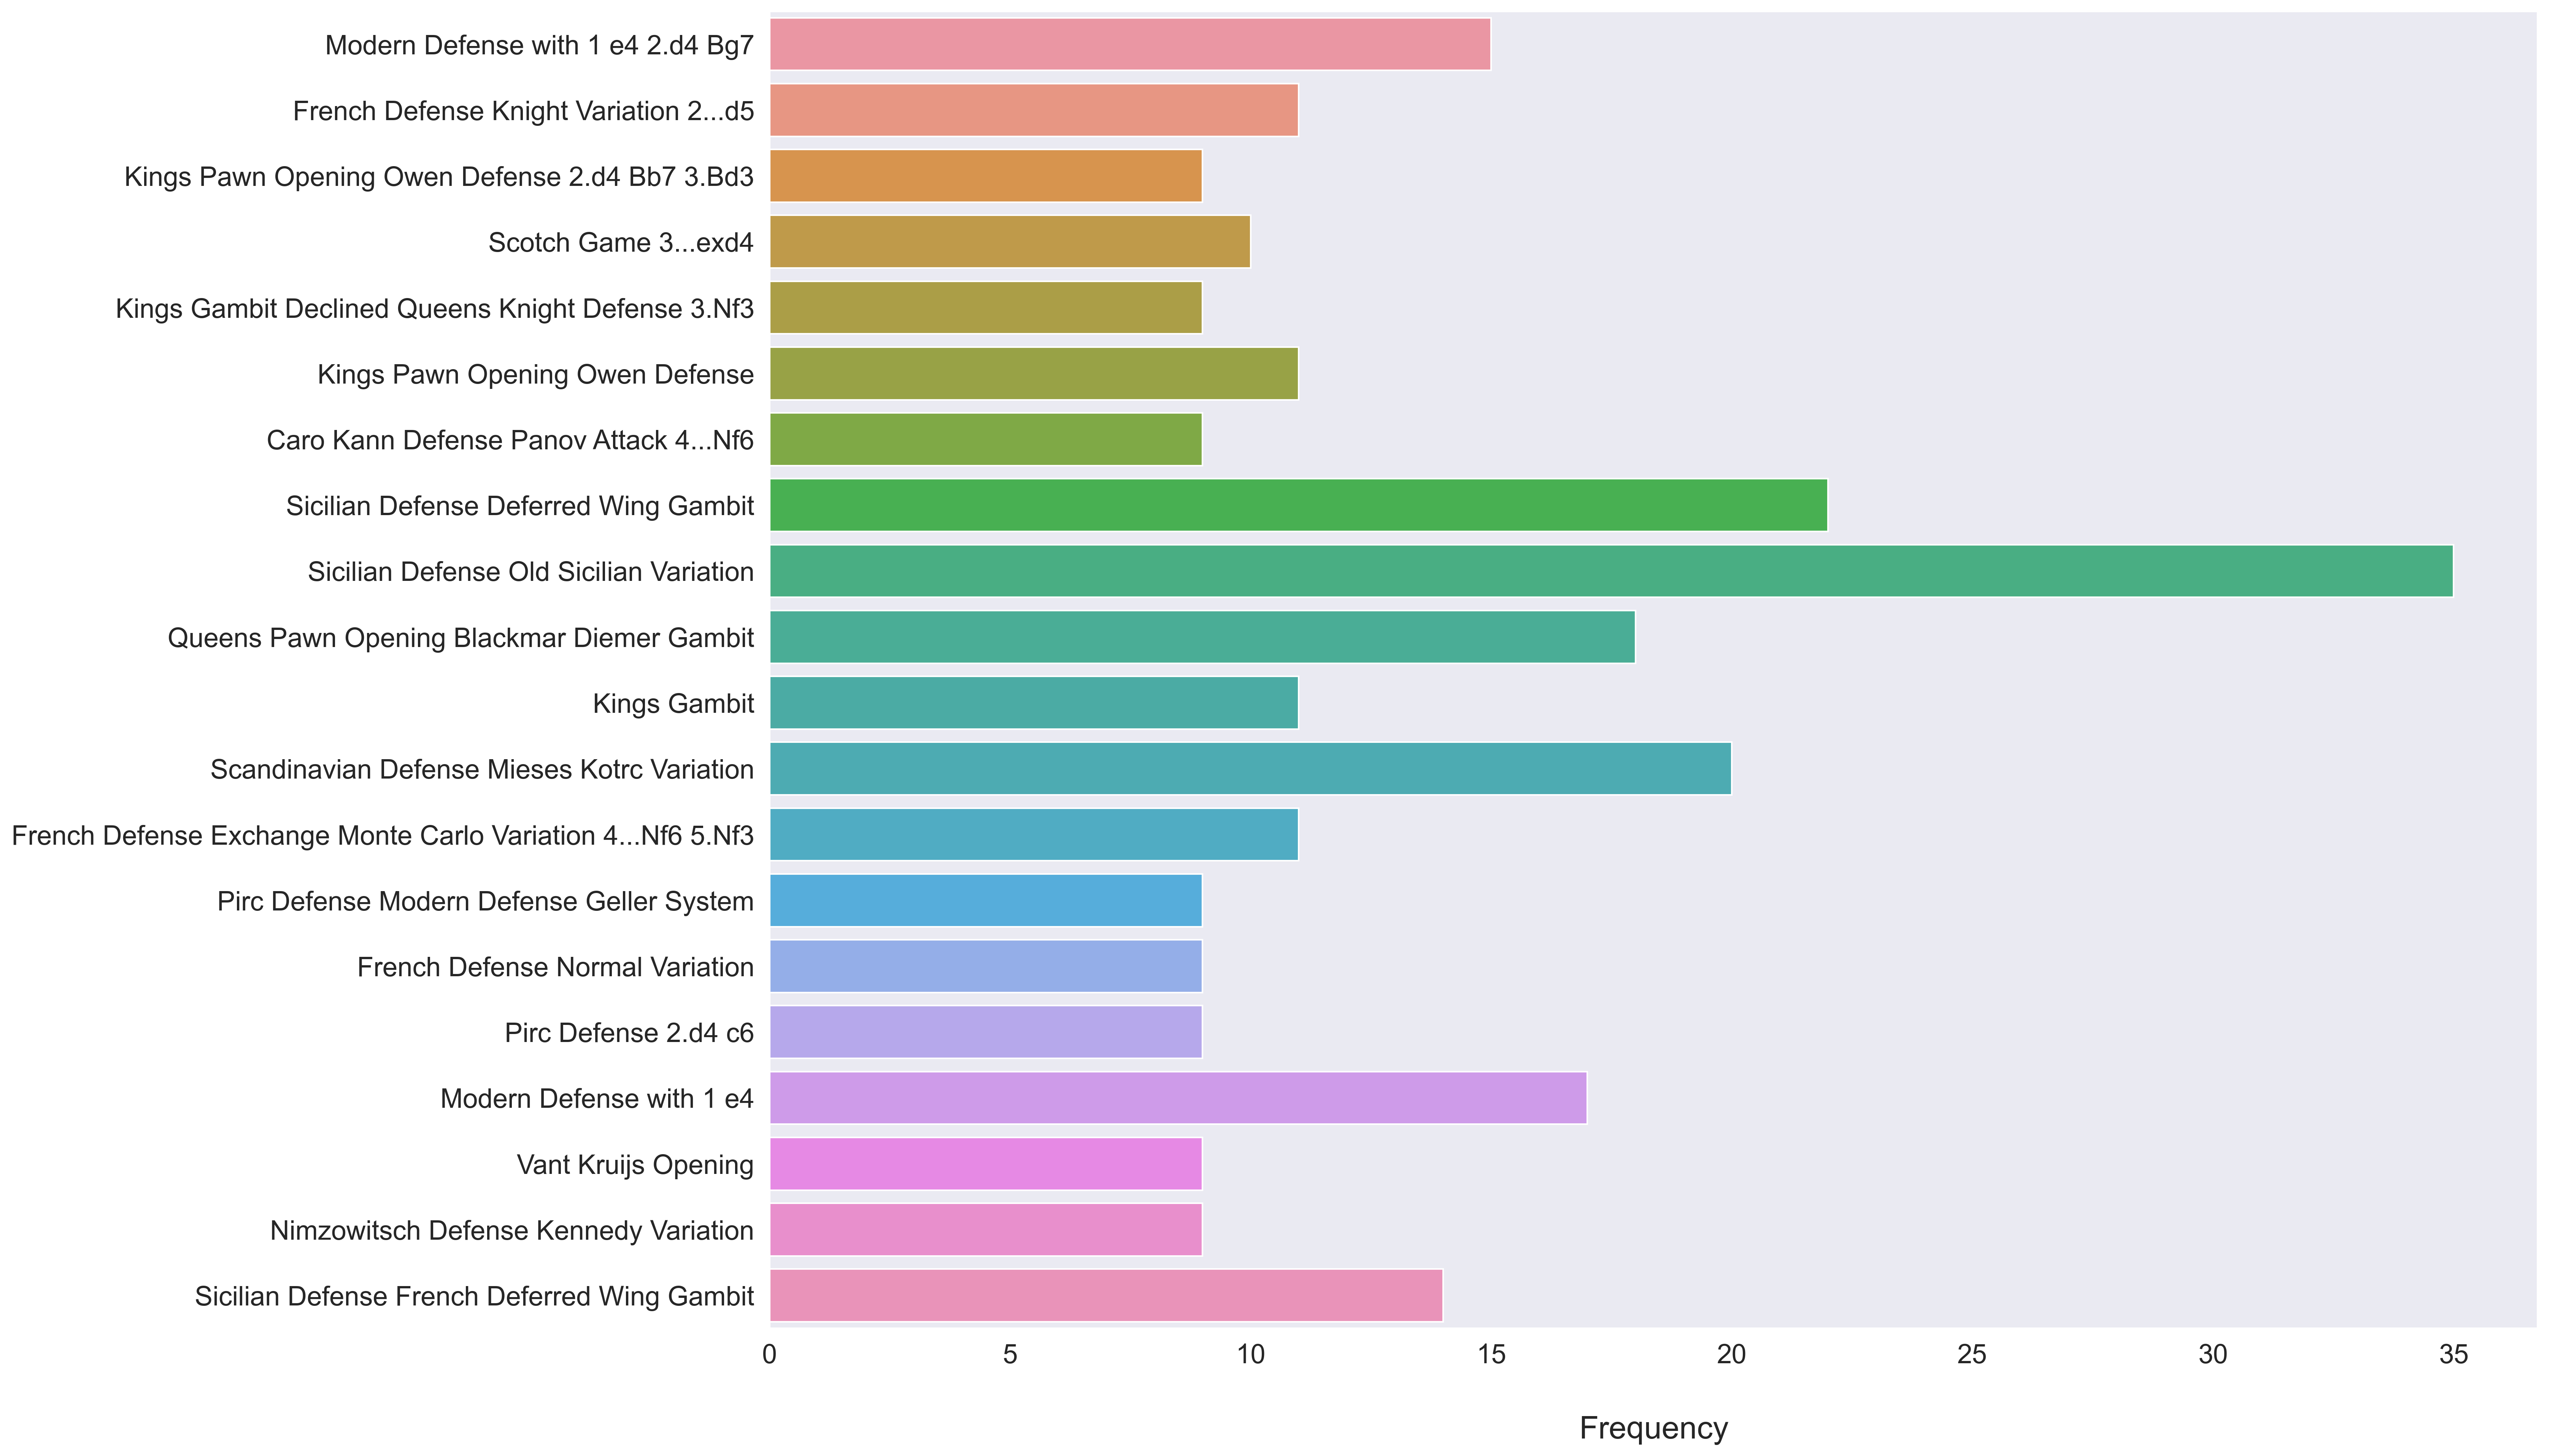 Modern Defense with 1 e4 2.d4 Bg7
French Defense Knight Variation 2...d5
Kings Pawn Opening Owen Defense 2.d4 Bb7 3.Bd3
Scotch Game 3...exd4
Kings Gambit Declined Queens Knight Defense 3.Nf3
Kings Pawn Opening Owen Defense
Caro Kann Defense Panov Attack 4...Nf6
Sicilian Defense Deferred Wing Gambit
Sicilian Defense Old Sicilian Variation
Queens Pawn Opening Blackmar Diemer Gambit
Kings Gambit
Scandinavian Defense Mieses Kotrc Variation
French Defense Exchange Monte Carlo Variation 4...Nf6 5.Nf3
Pirc Defense Modern Defense Geller System
French Defense Normal Variation
Pirc Defense 2.d4 c6
Modern Defense with 1 e4
Vant Kruijs Opening
Nimzowitsch Defense Kennedy Variation
Sicilian Defense French Deferred Wing Gambit
0 5 10 15 20 25 30 35
Frequency